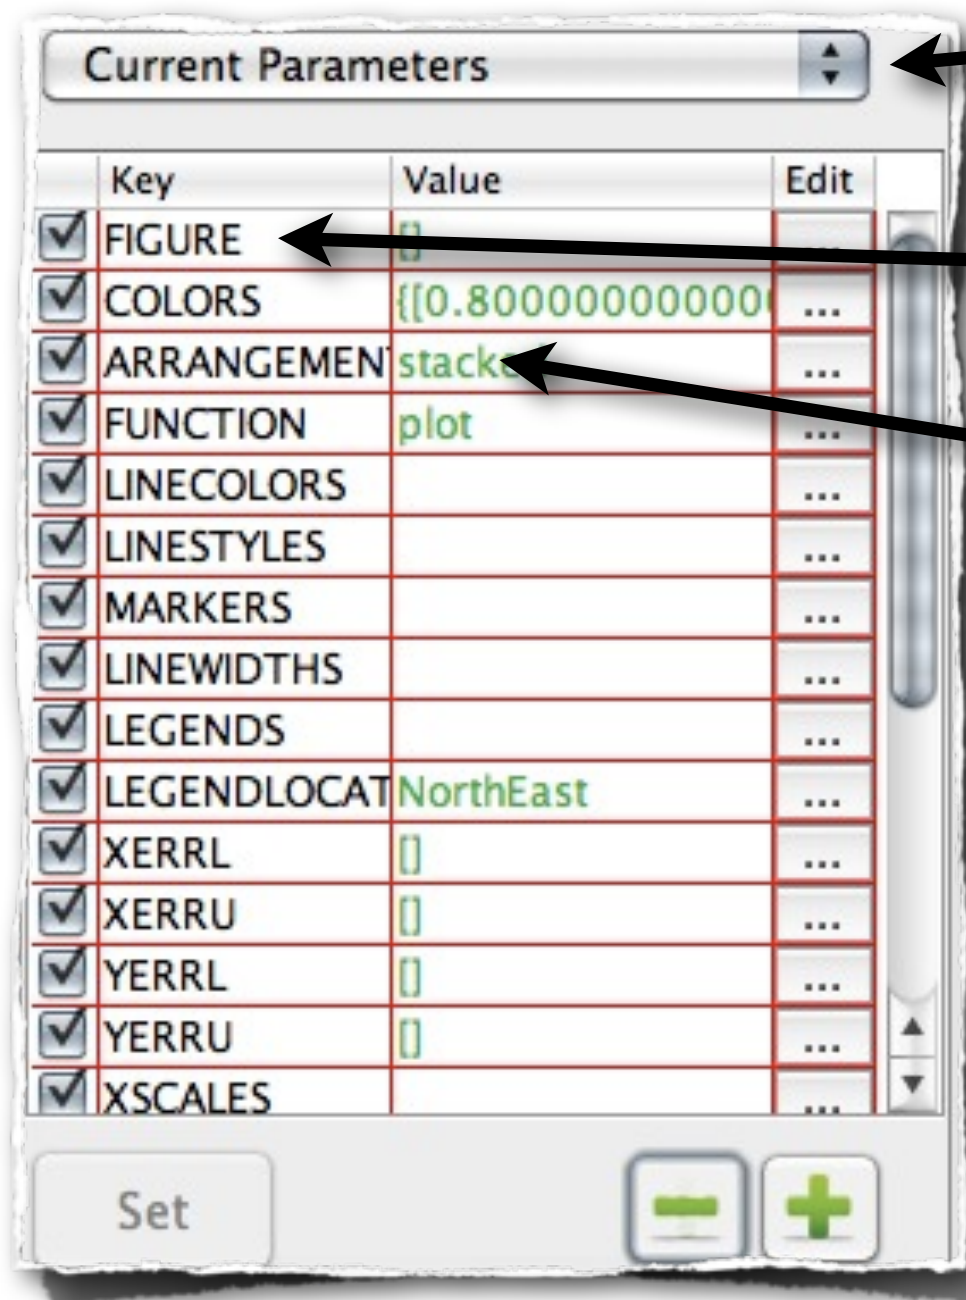 Current Parameters
Key Value Edit
FIGURE [] ...
COLORS {[0.800000000000 ...
ARRANGEMEN stack ...
FUNCTION plot ...
LINECOLORS ...
LINESTYLES ...
MARKERS ...
LINEWIDTHS ...
LEGENDS ...
LEGENDLOCAT NorthEast ...
XERRL [] ...
XERRU [] ...
YERRL [] ...
YERRU [] ...
XSCALES ...
Set